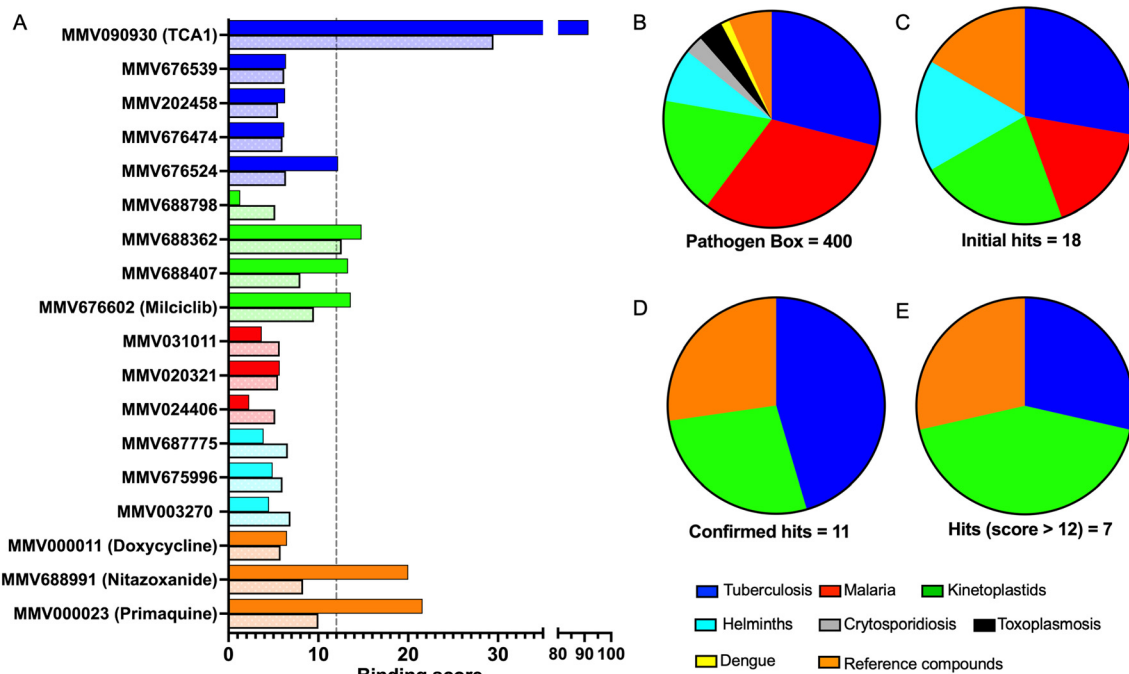 A
MMV090930 (TCA1)
MMV676539
MMV202458
MMV676474
MMV676524
MMV688798
MMV688362
MMV688407
MMV676602 (Milciclib)
MMV031011
MMV020321
MMV024406
MMV687775
MMV675996
MMV003270
MMV000011 (Doxycycline)
MMV688991 (Nitazoxanide)
MMV000023 (Primaquine)
0 10 20 30 80 90 100
Binding score
B
Pathogen Box = 400
C
Initial hits = 18
D
Confirmed hits = 11
E
Hits (score > 12) = 7
Tuberculosis Malaria Kinetoplastids
Helminths Crytosporidiosis Toxoplasmosis
Dengue Reference compounds